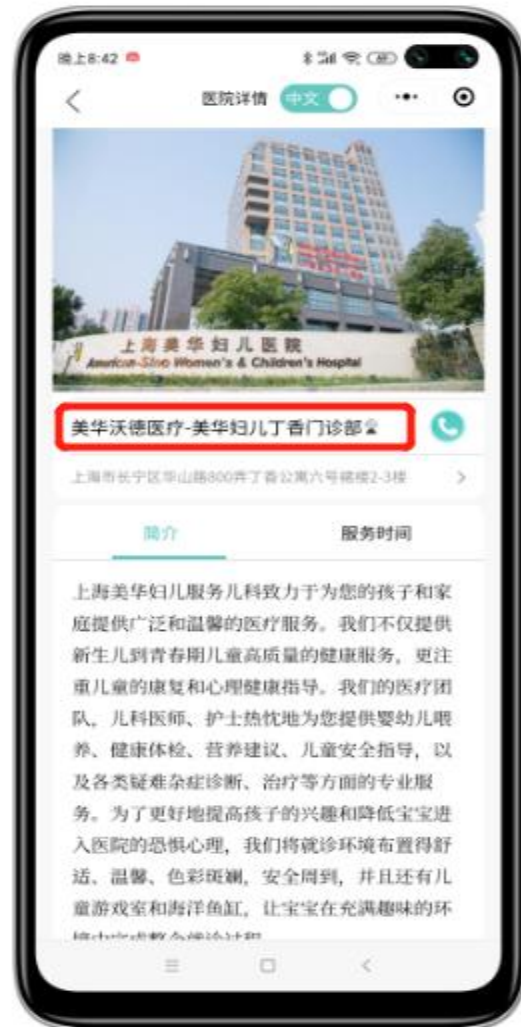 晚上8:42
医院详情
中文
上海美华妇儿医院
American-Sino Women's & Children's Hospital
美华沃德医疗-美华妇儿丁香门诊部
上海市长宁区华山路800弄丁香公寓六号裙楼2-3楼
简介
服务时间
上海美华妇儿服务儿科致力于为您的孩子和家
庭提供广泛和温馨的医疗服务。我们不仅提供
新生儿到青春期儿童高质量的健康服务，更注
重儿童的康复和心理健康指导。我们的医疗团
队，儿科医师、护士热忱地为您提供婴幼儿喂
养、健康体检、营养建议、儿童安全指导，以
及各类疑难杂症诊断、治疗等方面的专业服
务。为了更好地提高孩子的兴趣和降低宝宝进
入医院的恐惧心理，我们将就诊环境布置得舒
适、温馨、色彩斑斓，安全周到，并且还有儿
童游戏室和海洋鱼缸，让宝宝在充满趣味的环